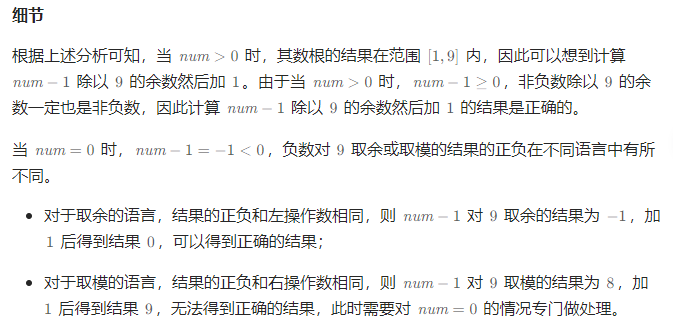 细节
根据上述分析可知，当 num > 0 时，其数根的结果在范围 [1, 9] 内，因此可以想到计算
num − 1 除以 9 的余数然后加 1。由于当 num > 0 时， num − 1 ≥ 0，非负数除以 9 的余
数一定也是非负数，因此计算 num − 1 除以 9 的余数然后加 1 的结果是正确的。
当 num = 0 时， num − 1 = −1 < 0，负数对 9 取余或取模的结果的正负在不同语言中有所
不同。
• 对于取余的语言，结果的正负和左操作数相同，则 num − 1 对 9 取余的结果为 −1，加
1 后得到结果 0，可以得到正确的结果；
• 对于取模的语言，结果的正负和右操作数相同，则 num − 1 对 9 取模的结果为 8，加
1 后得到结果 9，无法得到正确的结果，此时需要对 num = 0 的情况专门做处理。